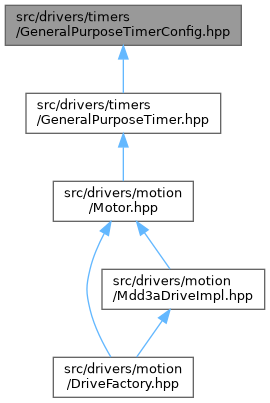 src/drivers/timers
/GeneralPurposeTimerConfig.hpp
src/drivers/timers
/GeneralPurposeTimer.hpp
src/drivers/motion
/Motor.hpp
src/drivers/motion
/Mdd3aDriveImpl.hpp
src/drivers/motion
/DriveFactory.hpp